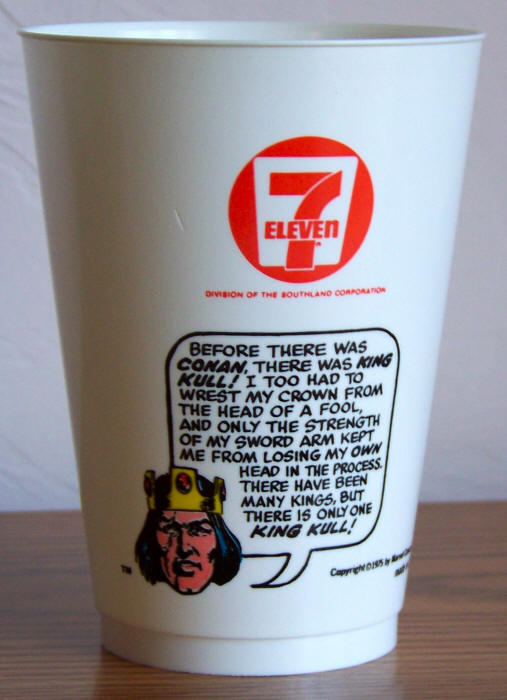 7
ELEVEn
DIVISION OF THE SOUTHLAND CORPORATION
BEFORE THERE WAS
CONAN, THERE WAS KING
KULL! I TOO HAD TO
WREST MY CROWN FROM
THE HEAD OF A FOOL,
AND ONLY THE STRENGTH
OF MY SWORD ARM KEPT
ME FROM LOSING MY OWN
HEAD IN THE PROCESS.
THERE HAVE BEEN
MANY KINGS, BUT
THERE IS ONLY ONE
KING KULL!
TM
Copyright ©1975 by Marvel